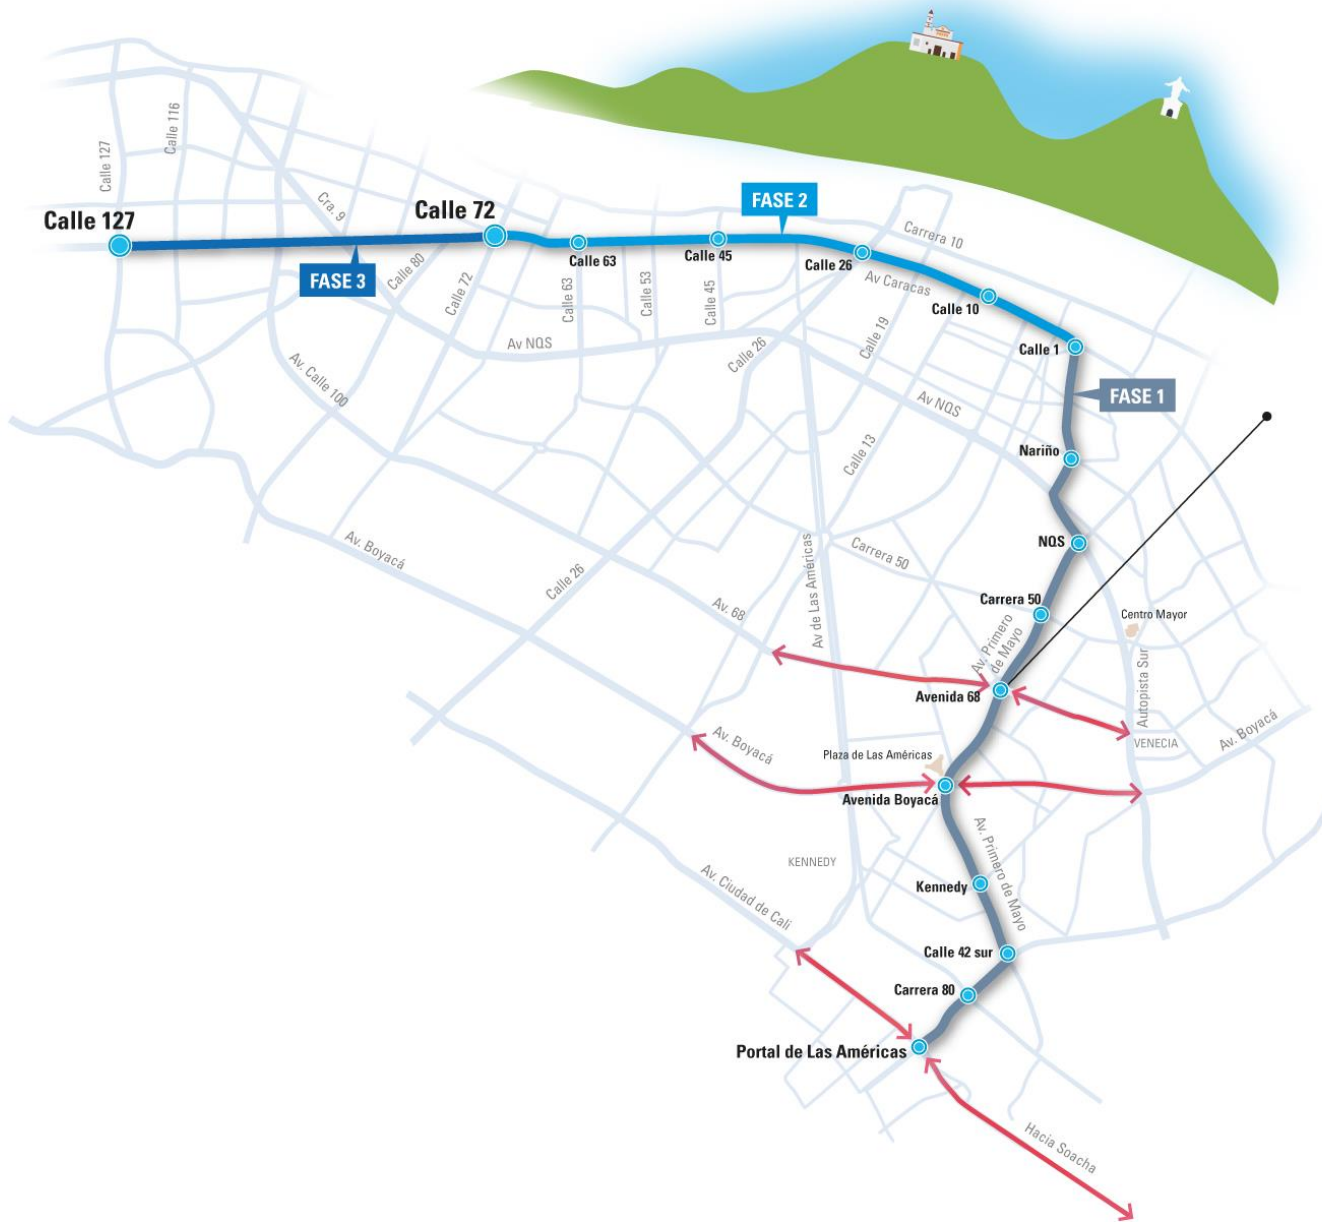 Calle 127
Calle 116
Cra. 9
Calle 127
Calle 72
FASE 3
Calle 80
Calle 72
Calle 63
Calle 63
Calle 53
Calle 45
Calle 45
FASE 2
Calle 26
Carrera 10
Av Caracas
Calle 10
Calle 1
Calle 19
Calle 26
Av NQS
Av. Calle 100
Av NQS
FASE 1
Calle 13
Nariño
NQS
Av. Boyacá
Calle 26
Carrera 50
Av de Las Américas
Av. 68
Carrera 50
Av. Primero
de Mayo
Centro Mayor
Autopista Sur
Avenida 68
VENECIA
Av. Boyacá
Av. Boyacá
Plaza de Las Américas
Avenida Boyacá
Av. Primero de Mayo
KENNEDY
Kennedy
Av. Ciudad de Cali
Calle 42 sur
Carrera 80
Portal de Las Américas
Hacia Soacha